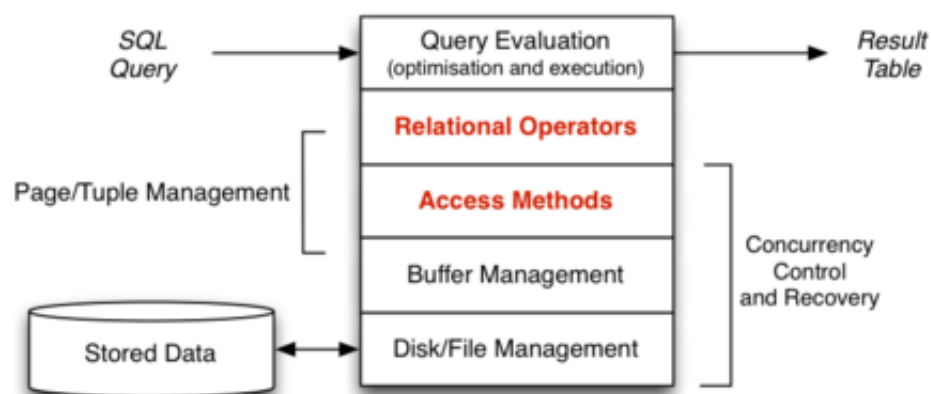 SQL
Query
Query Evaluation
(optimisation and execution)
Result
Table
Relational Operators
Page/Tuple Management
Access Methods
Buffer Management
Concurrency
Control
and Recovery
Stored Data
Disk/File Management